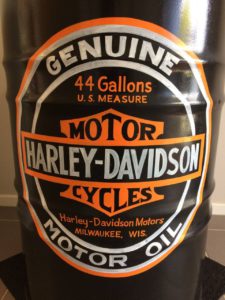 GENUINE
44 Gallons
U.S. MEASURE
MOTOR
HARLEY-DAVIDSON
CYCLES
Harley-Davidson Motors
MILWAUKEE, WIS.
MOTOR OIL